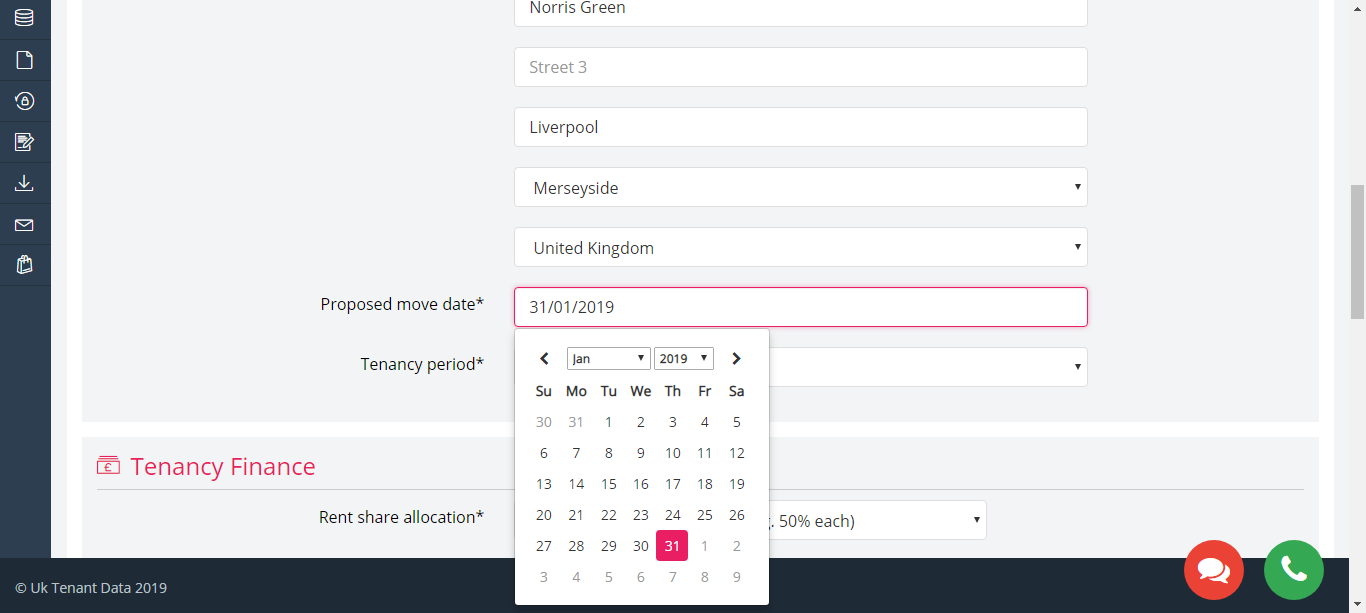 Norris Green
Street 3
Liverpool
Merseyside
United Kingdom
Proposed move date*
31/01/2019
Tenancy period*
Jan 2019
Su Mo Tu We Th Fr Sa
30 31 1 2 3 4 5
6 7 8 9 10 11 12
13 14 15 16 17 18 19
20 21 22 23 24 25 26
27 28 29 30 31 1 2
3 4 5 6 7 8 9
£ Tenancy Finance
Rent share allocation*
. 50% each)
© Uk Tenant Data 2019